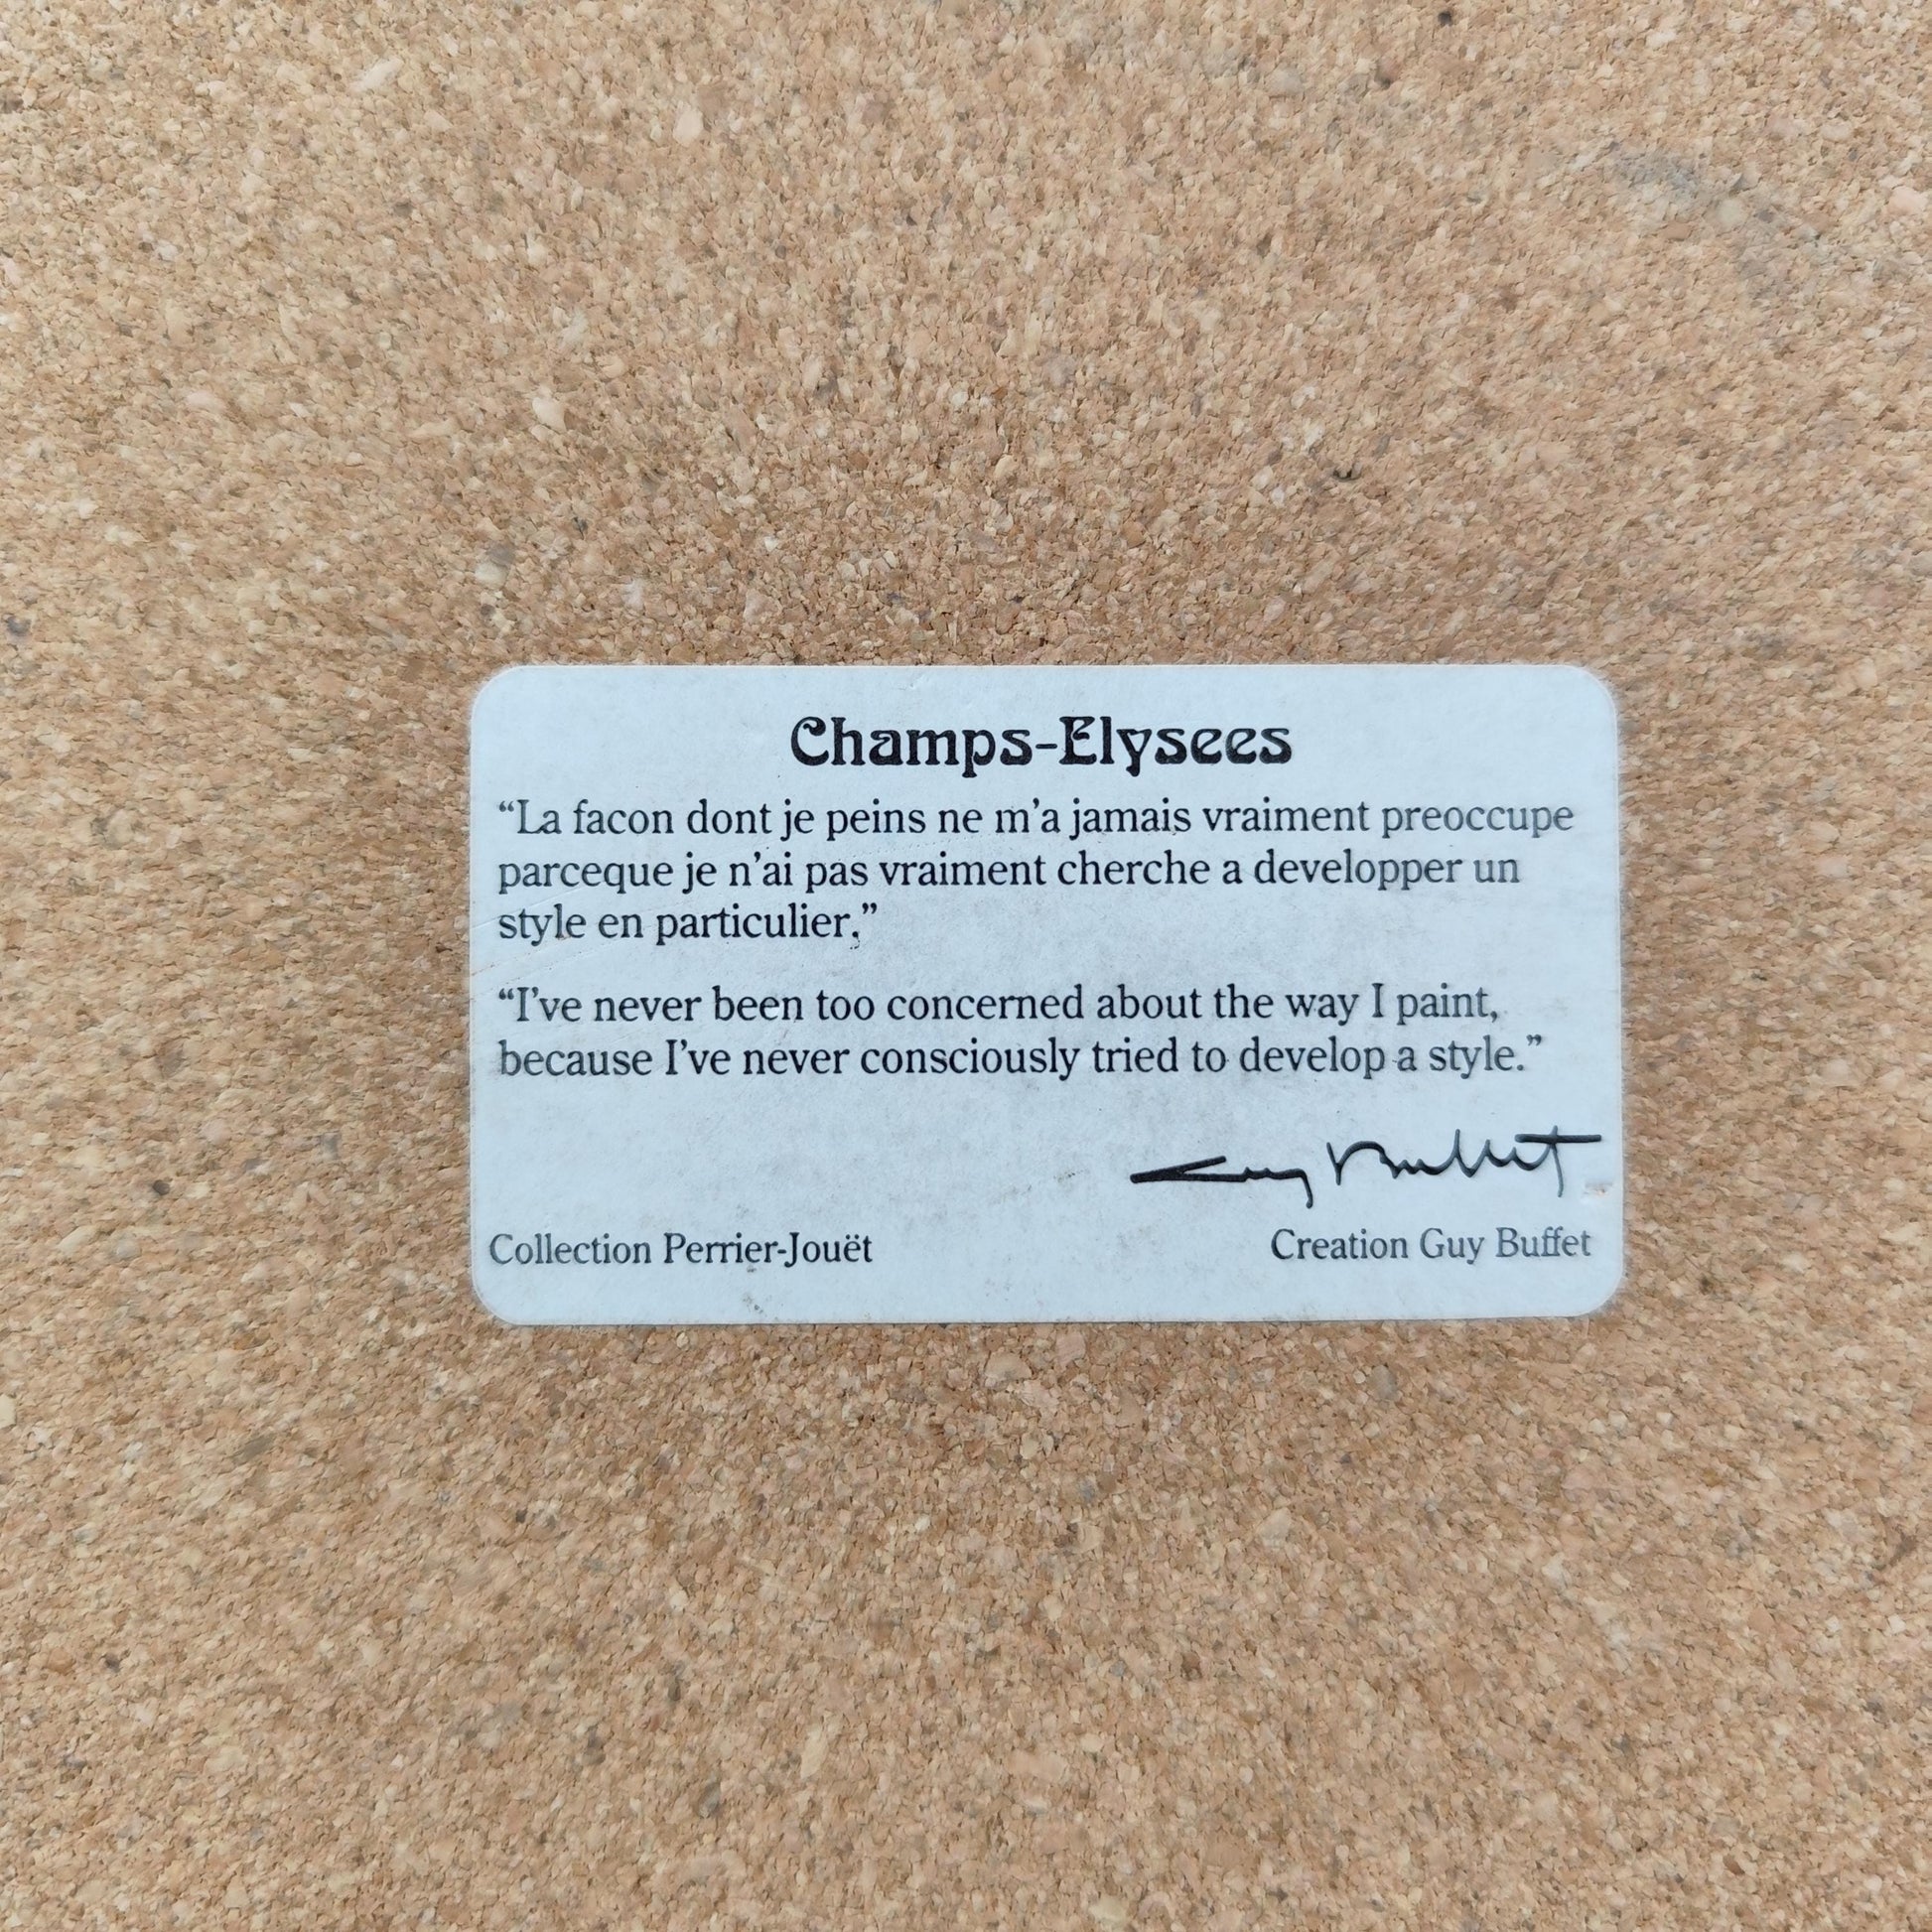 Champs-Elysees
“La facon dont je peins ne m’a jamais vraiment preoccupe
parceque je n’ai pas vraiment cherche a developper un
style en particulier.”
“I’ve never been too concerned about the way I paint,
because I’ve never consciously tried to develop a style.”
Guy Buffet
Collection Perrier-Jouët
Creation Guy Buffet